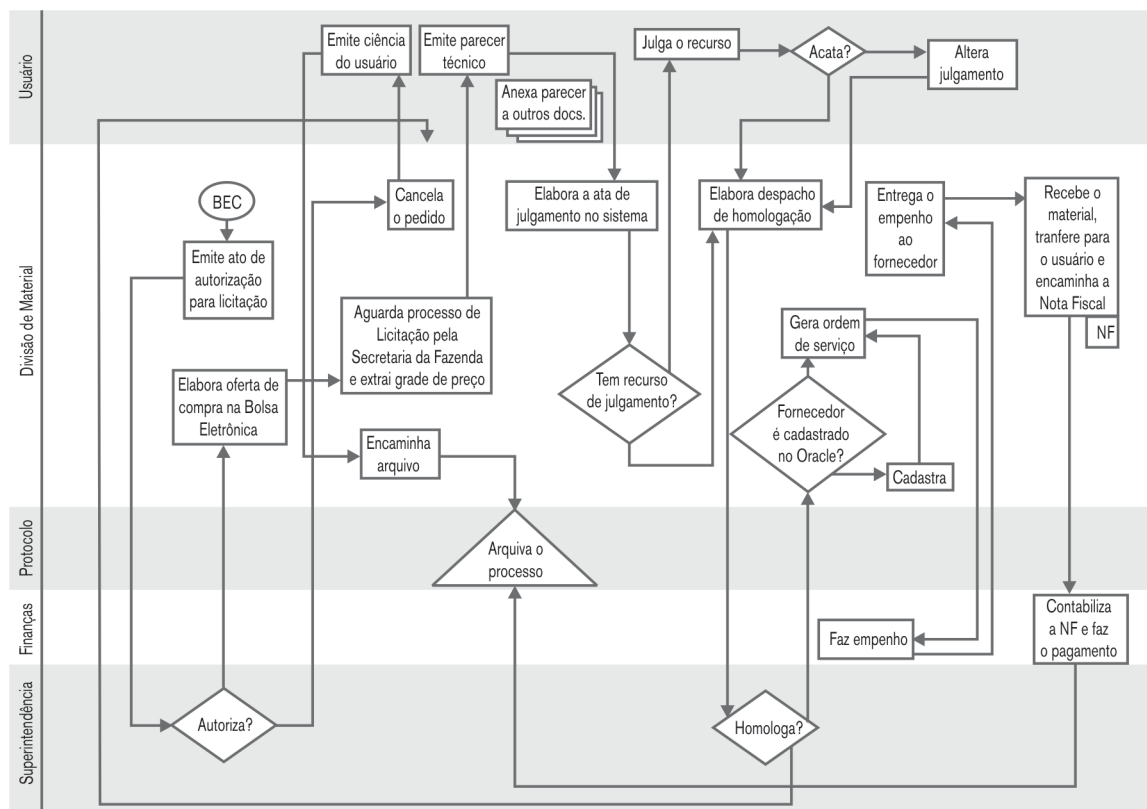 Usuário
Emite ciência
do usuário
Emite parecer
técnico
Anexa parecer
a outros docs.
Julga o recurso
Acata?
Altera
julgamento
Divisão de Material
BEC
Emite ato de
autorização
para licitação
Cancela
o pedido
Elabora a ata de
julgamento no sistema
Elabora despacho
de homologação
Entrega o
empenho
ao
fornecedor
Recebe o
material,
tranfere para
o usuário e
encaminha a
Nota Fiscal
NF
Aguarda processo de
Licitação pela
Secretaria da Fazenda
e extrai grade de preço
Elabora oferta de
compra na Bolsa
Eletrônica
Encaminha
arquivo
Tem recurso
de julgamento?
Gera ordem
de serviço
Fornecedor
é cadastrado
no Oracle?
Cadastra
Protocolo
Arquiva o
processo
Finanças
Faz empenho
Contabiliza
a NF e faz
o pagamento
Superintendência
Autoriza?
Homologa?